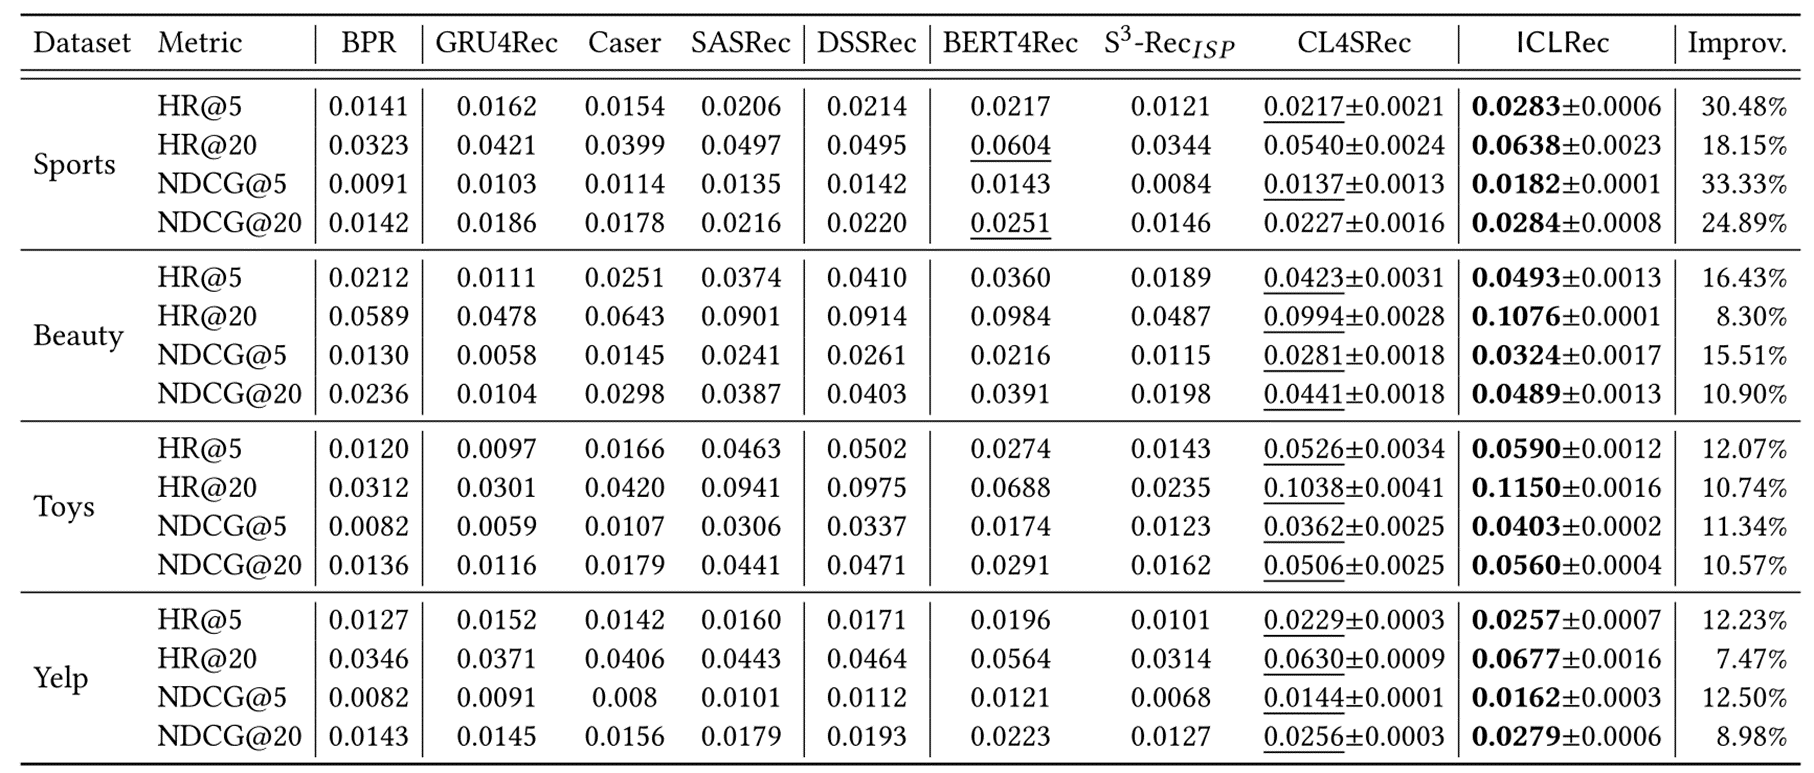 Dataset Metric BPR GRU4Rec Caser SASRec DSSRec BERT4Rec S³-Rec_ISP CL4SRec ICLRec Improv.
HR@5 0.0141 0.0162 0.0154 0.0206 0.0214 0.0217 0.0121 0.0217±0.0021 0.0283±0.0006 30.48%
HR@20 0.0323 0.0421 0.0399 0.0497 0.0495 0.0604 0.0344 0.0540±0.0024 0.0638±0.0023 18.15%
Sports
NDCG@5 0.0091 0.0103 0.0114 0.0135 0.0142 0.0143 0.0084 0.0137±0.0013 0.0182±0.0001 33.33%
NDCG@20 0.0142 0.0186 0.0178 0.0216 0.0220 0.0251 0.0146 0.0227±0.0016 0.0284±0.0008 24.89%
HR@5 0.0212 0.0111 0.0251 0.0374 0.0410 0.0360 0.0189 0.0423±0.0031 0.0493±0.0013 16.43%
HR@20 0.0589 0.0478 0.0643 0.0901 0.0914 0.0984 0.0487 0.0994±0.0028 0.1076±0.0001 8.30%
Beauty
NDCG@5 0.0130 0.0058 0.0145 0.0241 0.0261 0.0216 0.0115 0.0281±0.0018 0.0324±0.0017 15.51%
NDCG@20 0.0236 0.0104 0.0298 0.0387 0.0403 0.0391 0.0198 0.0441±0.0018 0.0489±0.0013 10.90%
HR@5 0.0120 0.0097 0.0166 0.0463 0.0502 0.0274 0.0143 0.0526±0.0034 0.0590±0.0012 12.07%
HR@20 0.0312 0.0301 0.0420 0.0941 0.0975 0.0688 0.0235 0.1038±0.0041 0.1150±0.0016 10.74%
Toys
NDCG@5 0.0082 0.0059 0.0107 0.0306 0.0337 0.0174 0.0123 0.0362±0.0025 0.0403±0.0002 11.34%
NDCG@20 0.0136 0.0116 0.0179 0.0441 0.0471 0.0291 0.0162 0.0506±0.0025 0.0560±0.0004 10.57%
HR@5 0.0127 0.0152 0.0142 0.0160 0.0171 0.0196 0.0101 0.0229±0.0003 0.0257±0.0007 12.23%
HR@20 0.0346 0.0371 0.0406 0.0443 0.0464 0.0564 0.0314 0.0630±0.0009 0.0677±0.0016 7.47%
Yelp
NDCG@5 0.0082 0.0091 0.008 0.0101 0.0112 0.0121 0.0068 0.0144±0.0001 0.0162±0.0003 12.50%
NDCG@20 0.0143 0.0145 0.0156 0.0179 0.0193 0.0223 0.0127 0.0256±0.0003 0.0279±0.0006 8.98%